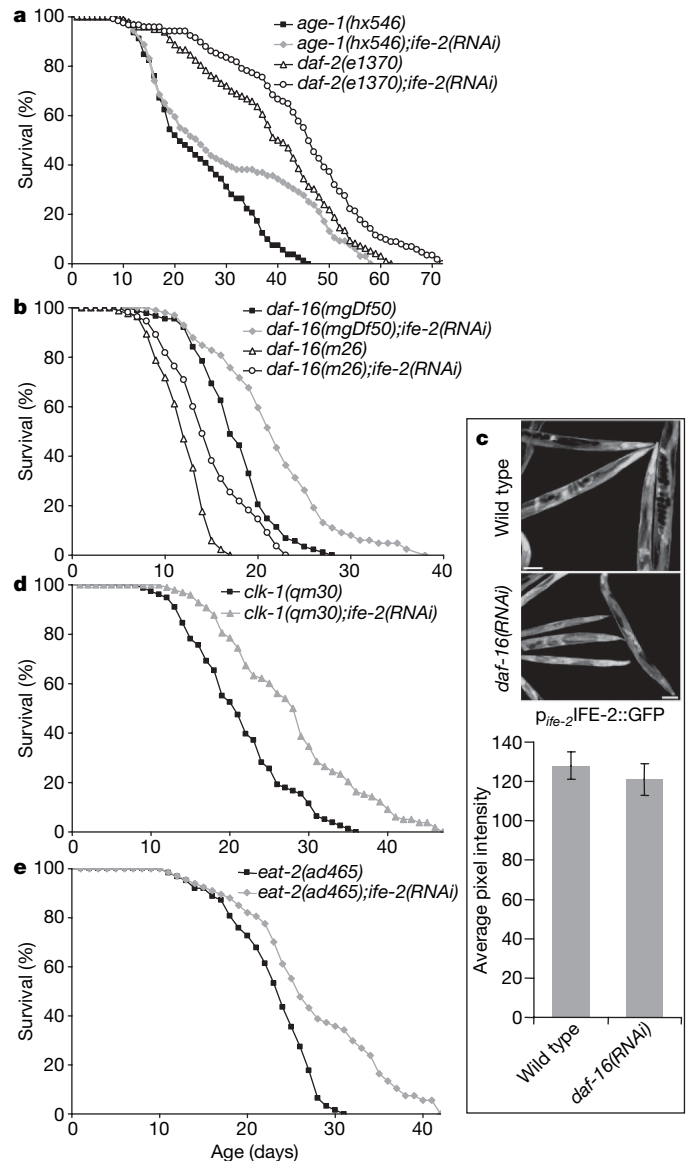 a
Survival (%)
100
80
60
40
20
0
0 10 20 30 40 50 60 70
age-1(hx546)
age-1(hx546);ife-2(RNAi)
daf-2(e1370)
daf-2(e1370);ife-2(RNAi)
b
Survival (%)
100
80
60
40
20
0
0 10 20 30 40
daf-16(mgDf50)
daf-16(mgDf50);ife-2(RNAi)
daf-16(m26)
daf-16(m26);ife-2(RNAi)
c
Wild type
daf-16(RNAi)
pife-2IFE-2::GFP
Average pixel intensity
140
120
100
80
60
40
20
0
Wild type
daf-16(RNAi)
d
Survival (%)
100
80
60
40
20
0
0 10 20 30 40
clk-1(qm30)
clk-1(qm30);ife-2(RNAi)
e
Survival (%)
100
80
60
40
20
0
0 10 20 30 40
Age (days)
eat-2(ad465)
eat-2(ad465);ife-2(RNAi)